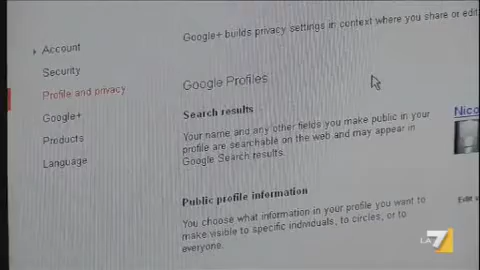 Google+ builds privacy settings in context where you share or edit
Account
Security
Profile and privacy
Google+
Products
Language
Google Profiles
Search results
Your name and any other fields you make public in your
profile are searchable on the web and may appear in
Google Search results.
Nico
Public profile information
You choose what information in your profile you want to
make visible to specific individuals, to circles, or to
everyone.
Edit
LA7